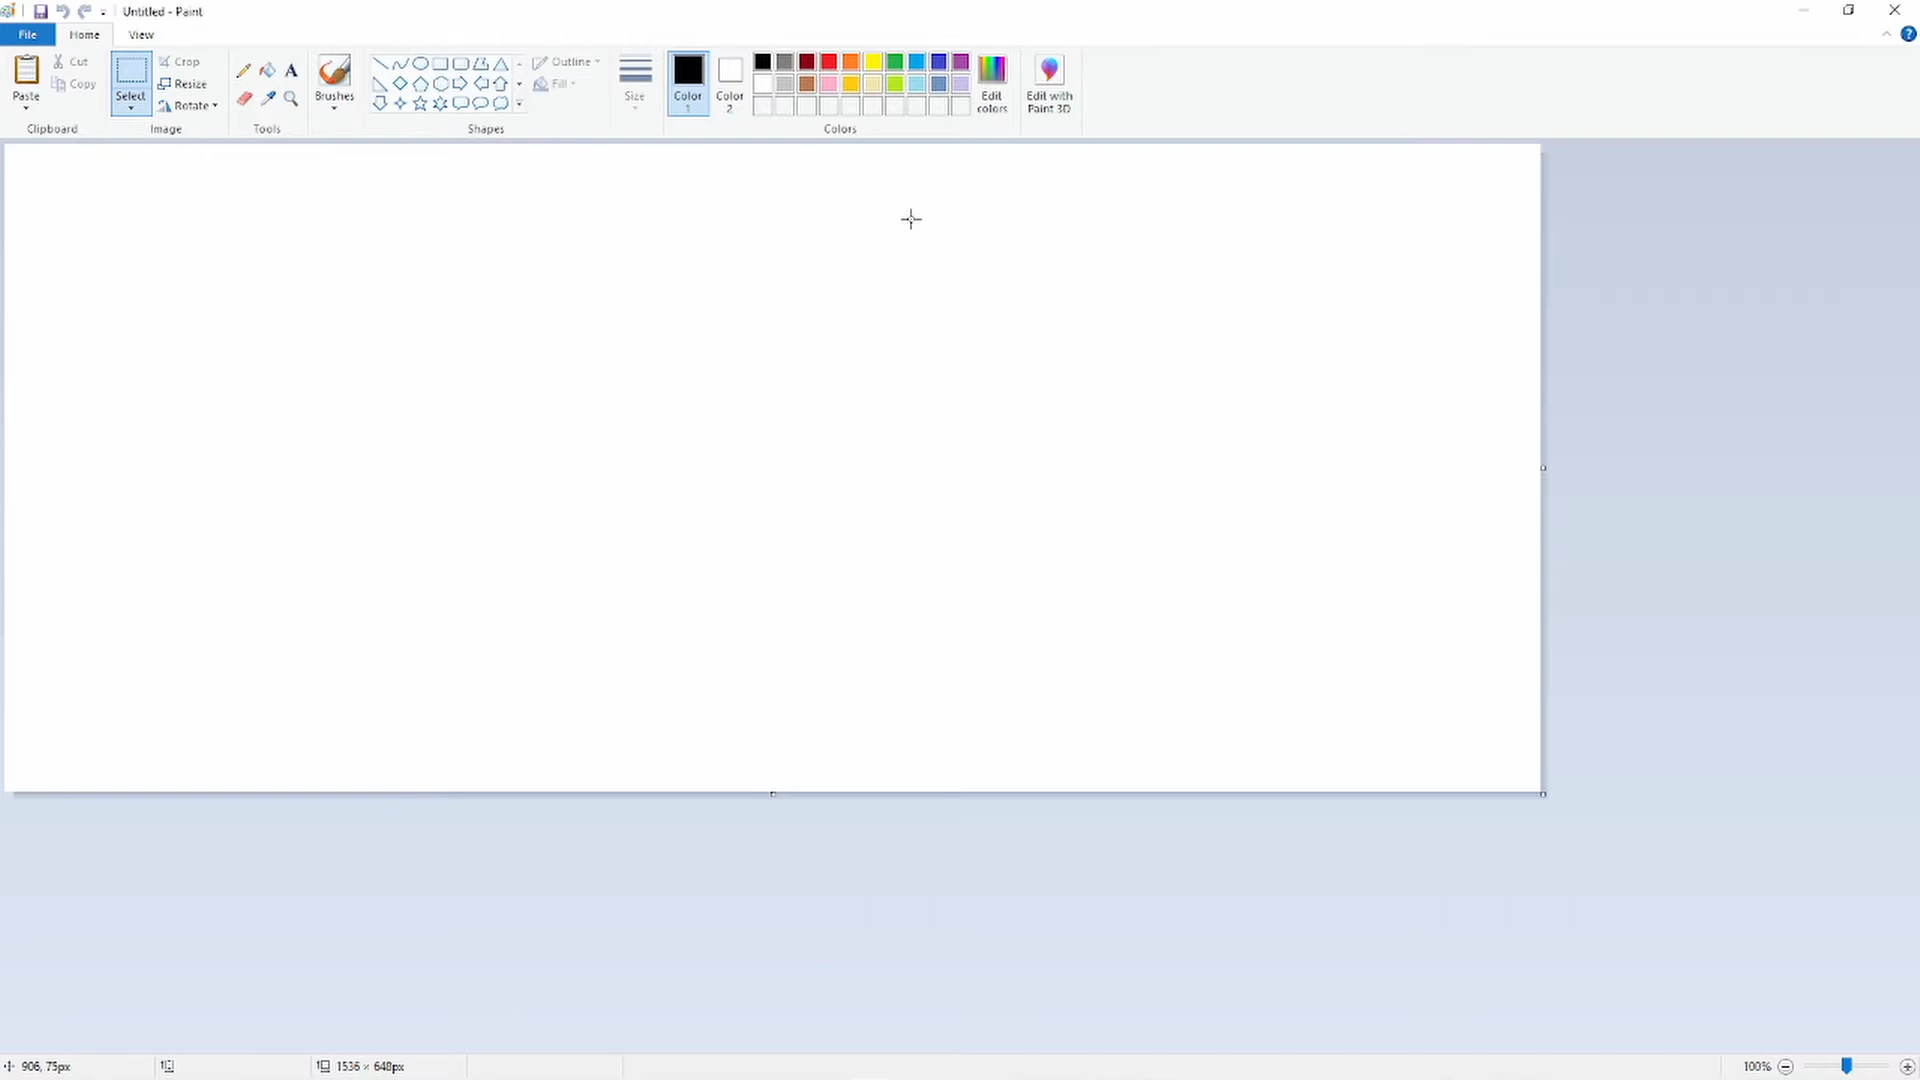 Untitled - Paint
File Home View
Paste
Cut
Copy
Clipboard
Select
Crop
Resize
Rotate
Image
A
Tools
Brushes
Shapes
Outline
Fill
Size
Color
1
Color
2
Colors
Edit
colors
Edit with
Paint 3D
906, 75px
1536 × 648px
100%